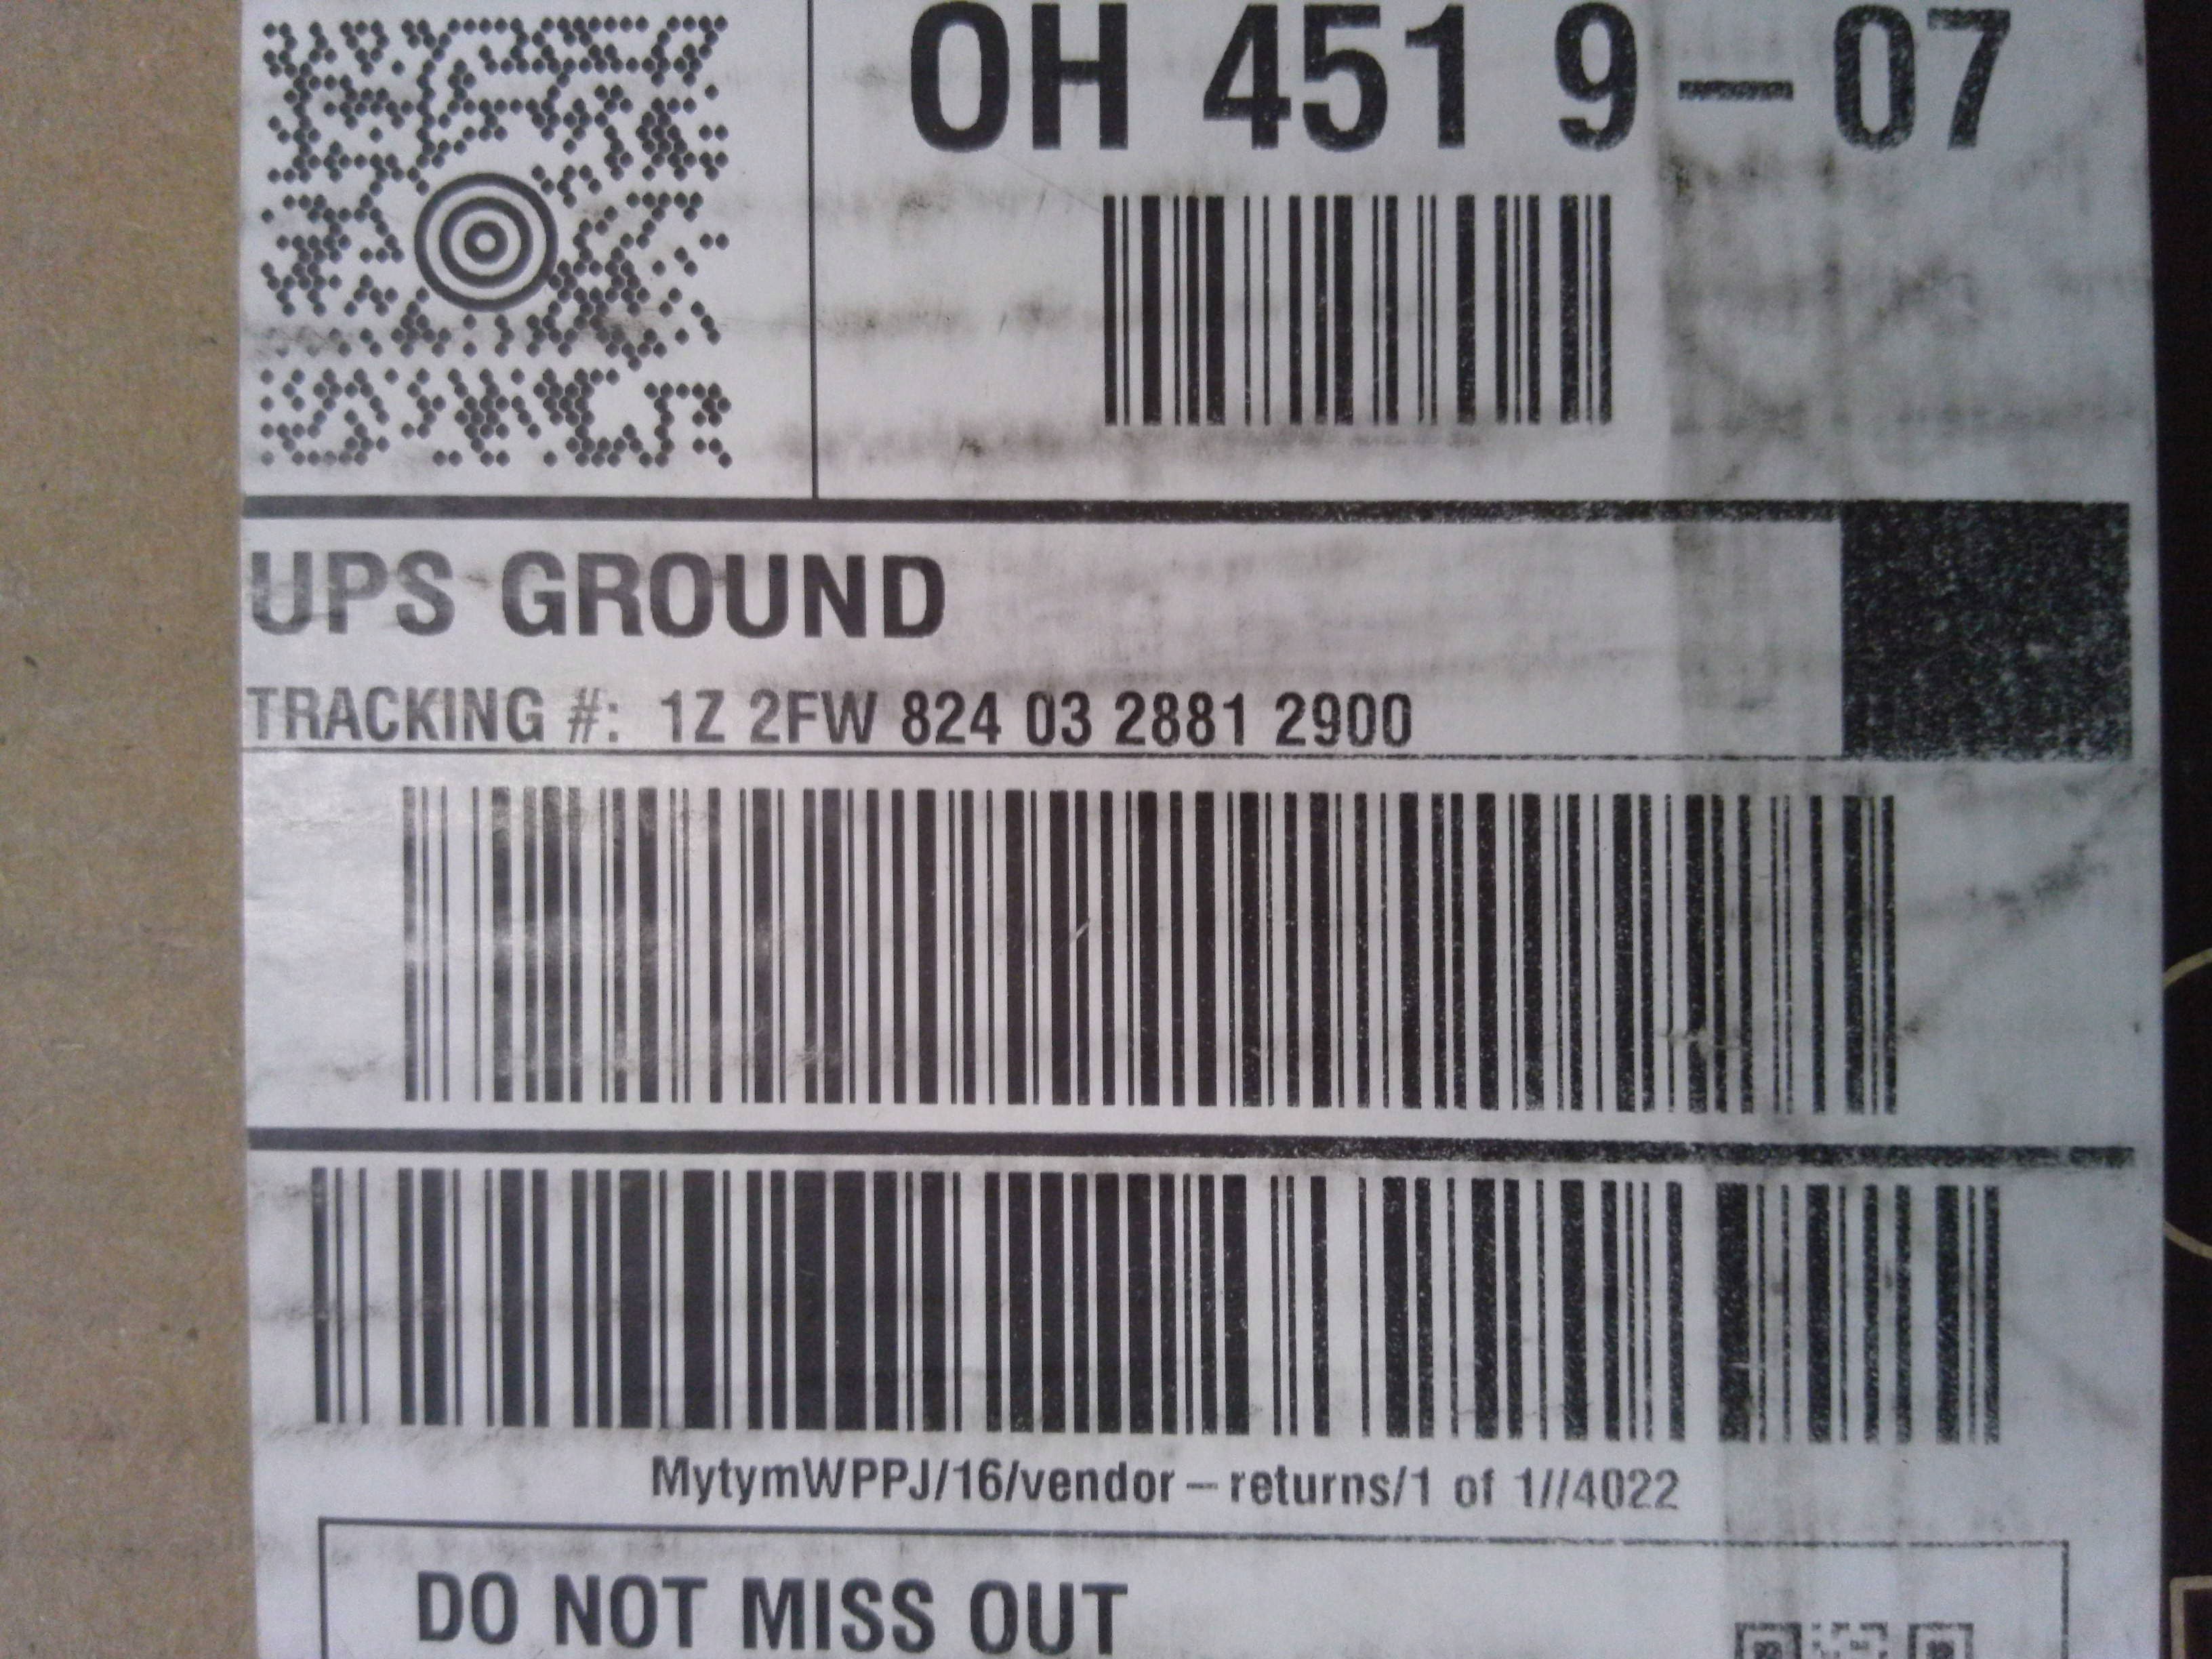 OH 451 9-07
UPS GROUND
TRACKING #: 1Z 2FW 824 03 2881 2900
MytymWPPJ/16/vendor-returns/1 of 1//4022
DO NOT MISS OUT